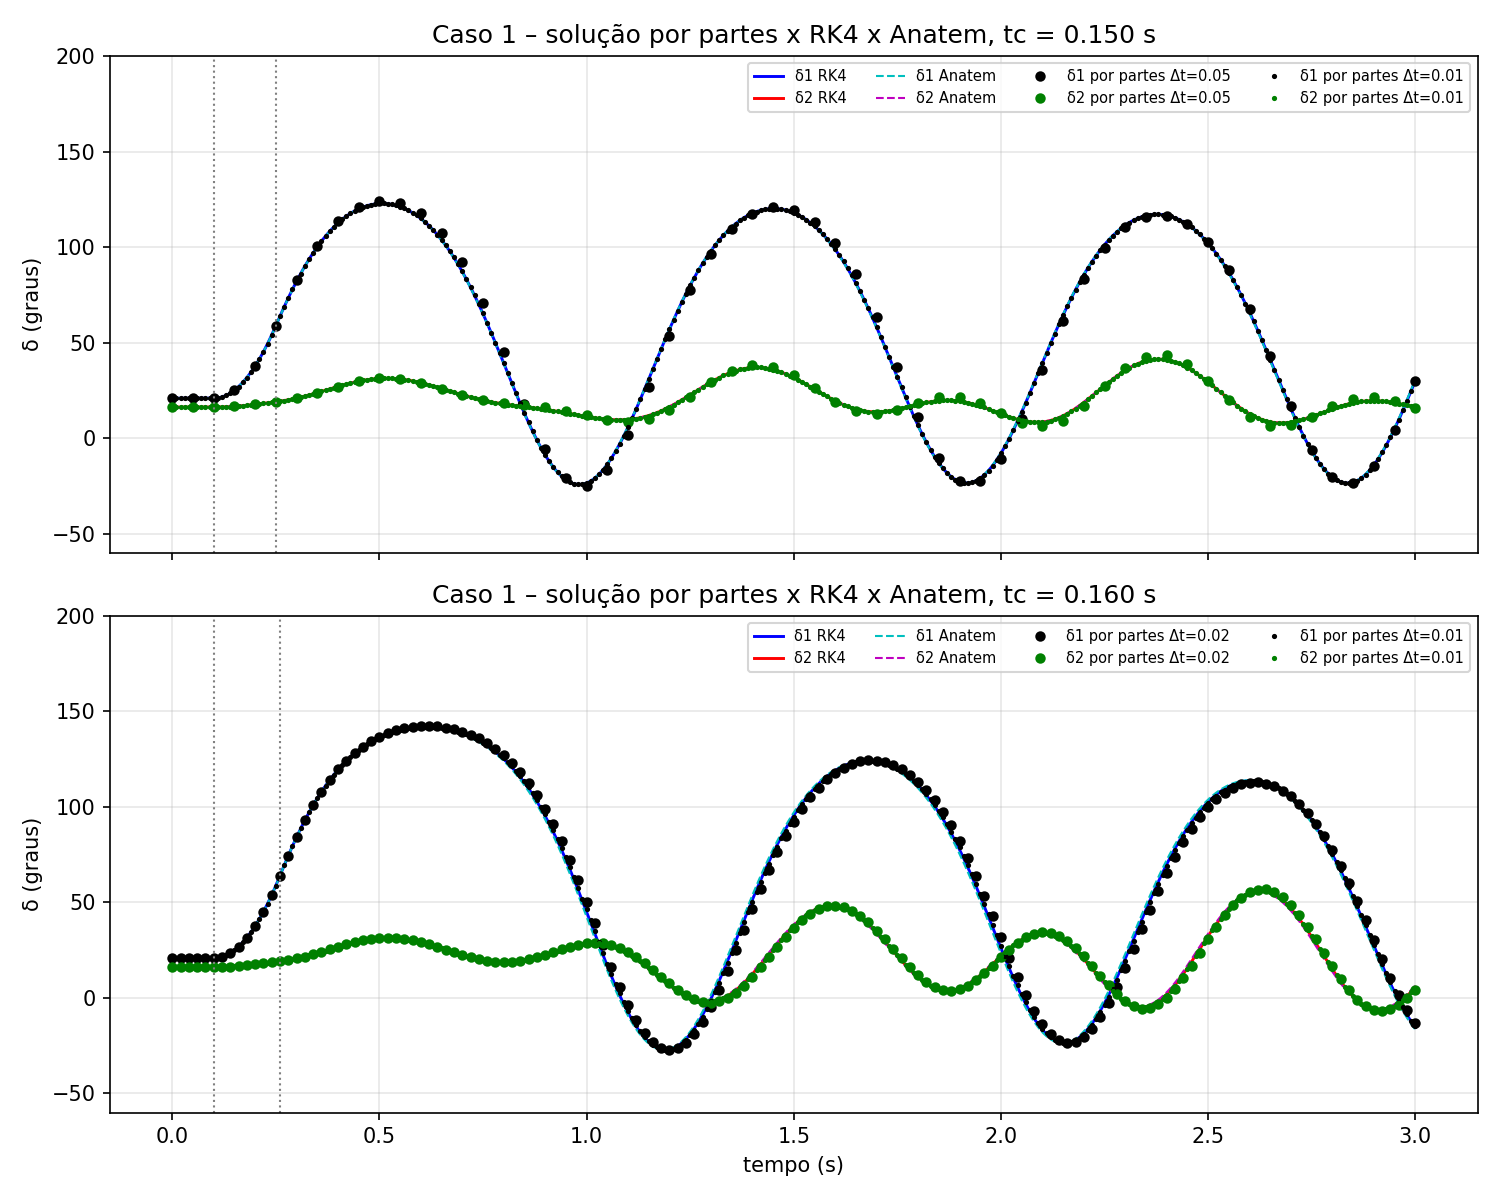 Caso 1 – solução por partes x RK4 x Anatem, tc = 0.150 s
δ1 RK4 δ1 Anatem δ1 por partes Δt=0.05 δ1 por partes Δt=0.01
δ2 RK4 δ2 Anatem δ2 por partes Δt=0.05 δ2 por partes Δt=0.01
200
150
100
50
0
−50
δ (graus)
Caso 1 – solução por partes x RK4 x Anatem, tc = 0.160 s
δ1 RK4 δ1 Anatem δ1 por partes Δt=0.02 δ1 por partes Δt=0.01
δ2 RK4 δ2 Anatem δ2 por partes Δt=0.02 δ2 por partes Δt=0.01
200
150
100
50
0
−50
δ (graus)
0.0 0.5 1.0 1.5 2.0 2.5 3.0
tempo (s)